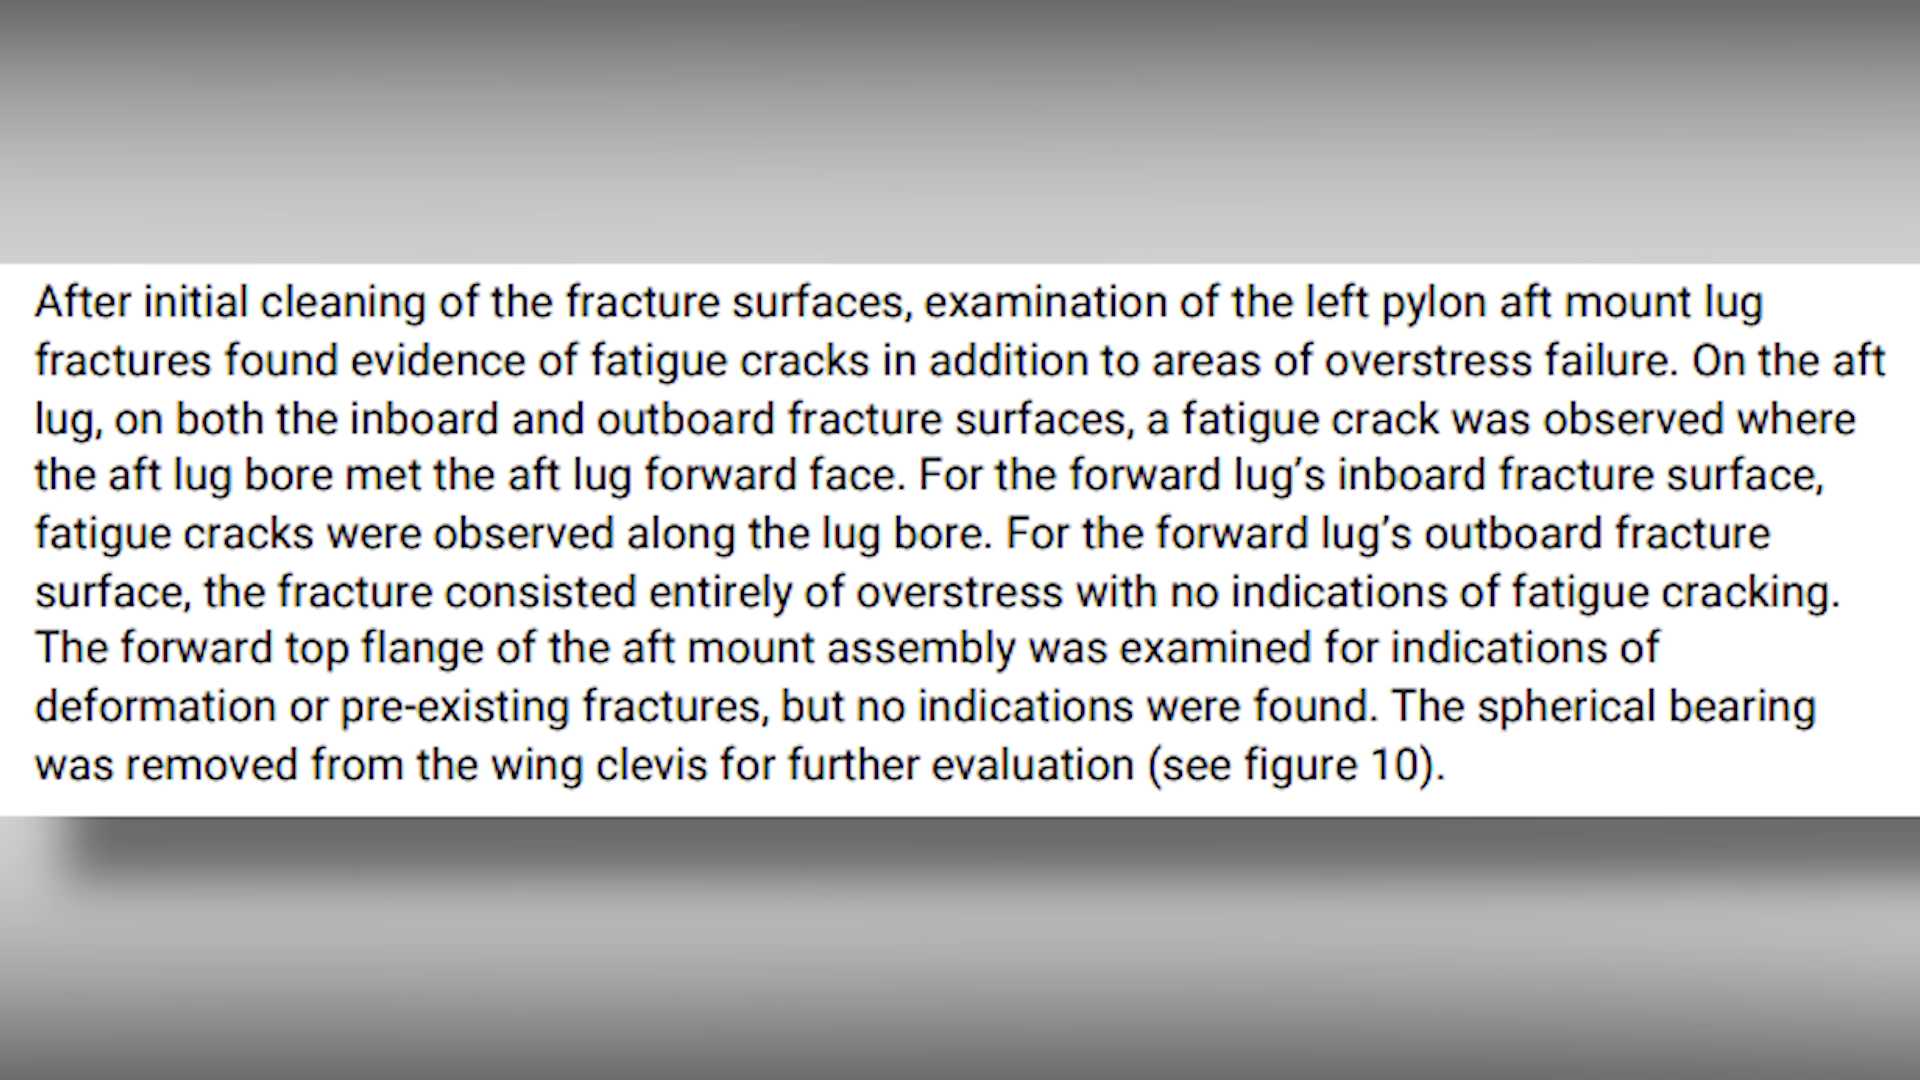 After initial cleaning of the fracture surfaces, examination of the left pylon aft mount lug
fractures found evidence of fatigue cracks in addition to areas of overstress failure. On the aft
lug, on both the inboard and outboard fracture surfaces, a fatigue crack was observed where
the aft lug bore met the aft lug forward face. For the forward lug’s inboard fracture surface,
fatigue cracks were observed along the lug bore. For the forward lug’s outboard fracture
surface, the fracture consisted entirely of overstress with no indications of fatigue cracking.
The forward top flange of the aft mount assembly was examined for indications of
deformation or pre-existing fractures, but no indications were found. The spherical bearing
was removed from the wing clevis for further evaluation (see figure 10).